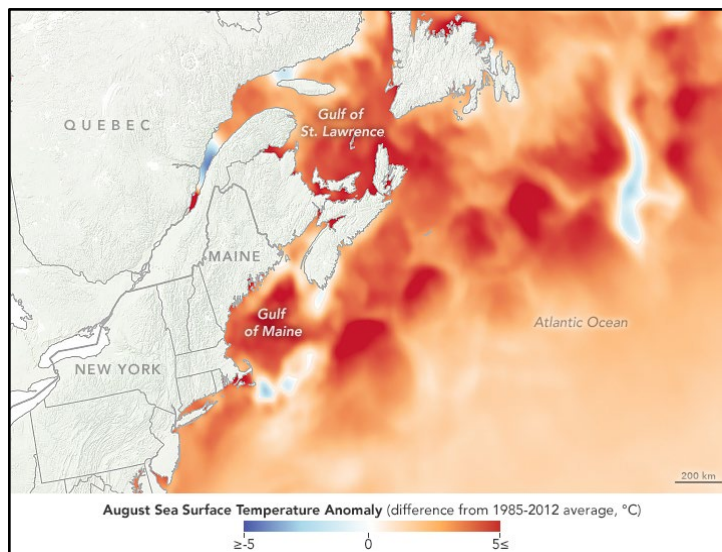 QUEBEC
Gulf of
St. Lawrence
MAINE
Gulf
of Maine
Atlantic Ocean
NEW YORK
200 km
August Sea Surface Temperature Anomaly (difference from 1985-2012 average, °C)
≥-5 0 5≤